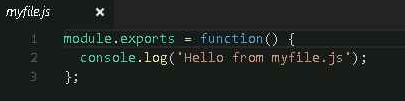 myfile.js ×
1 module.exports = function() {
2 console.log('Hello from myfile.js');
3 };